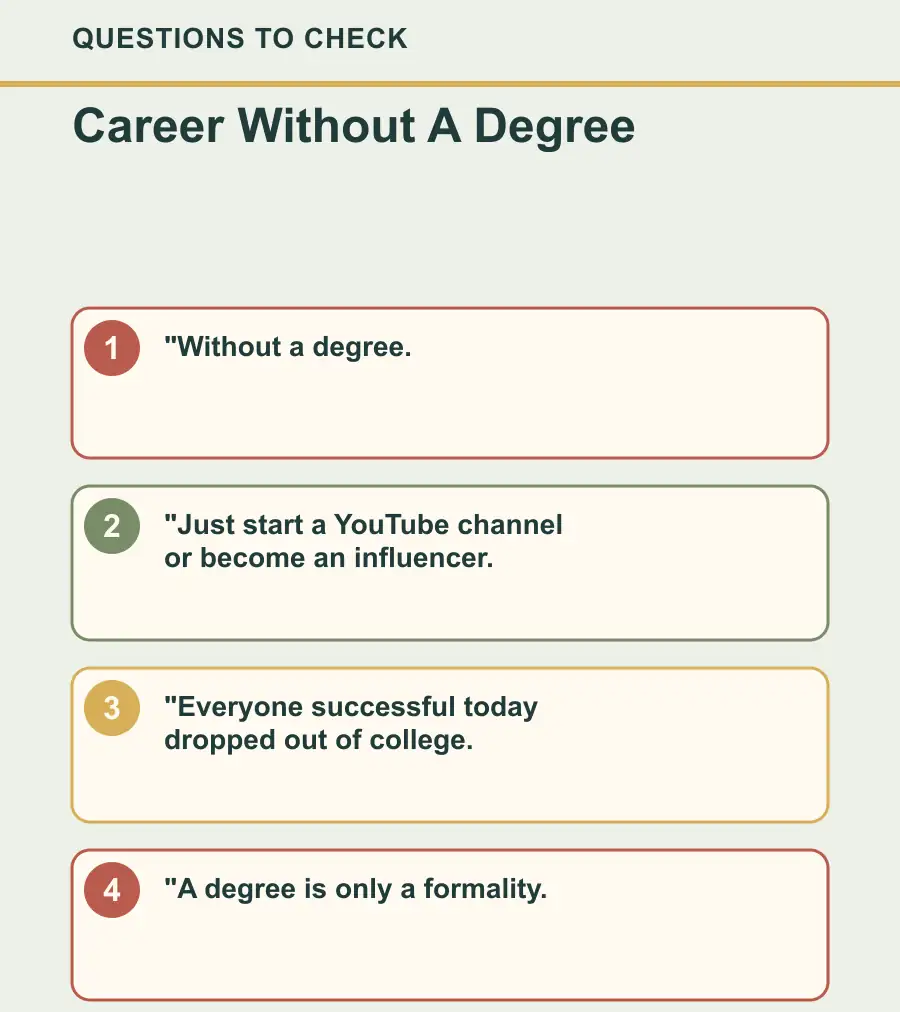 QUESTIONS TO CHECK
Career Without A Degree
1
"Without a degree.
2
"Just start a YouTube channel
or become an influencer.
3
"Everyone successful today
dropped out of college.
4
"A degree is only a formality.